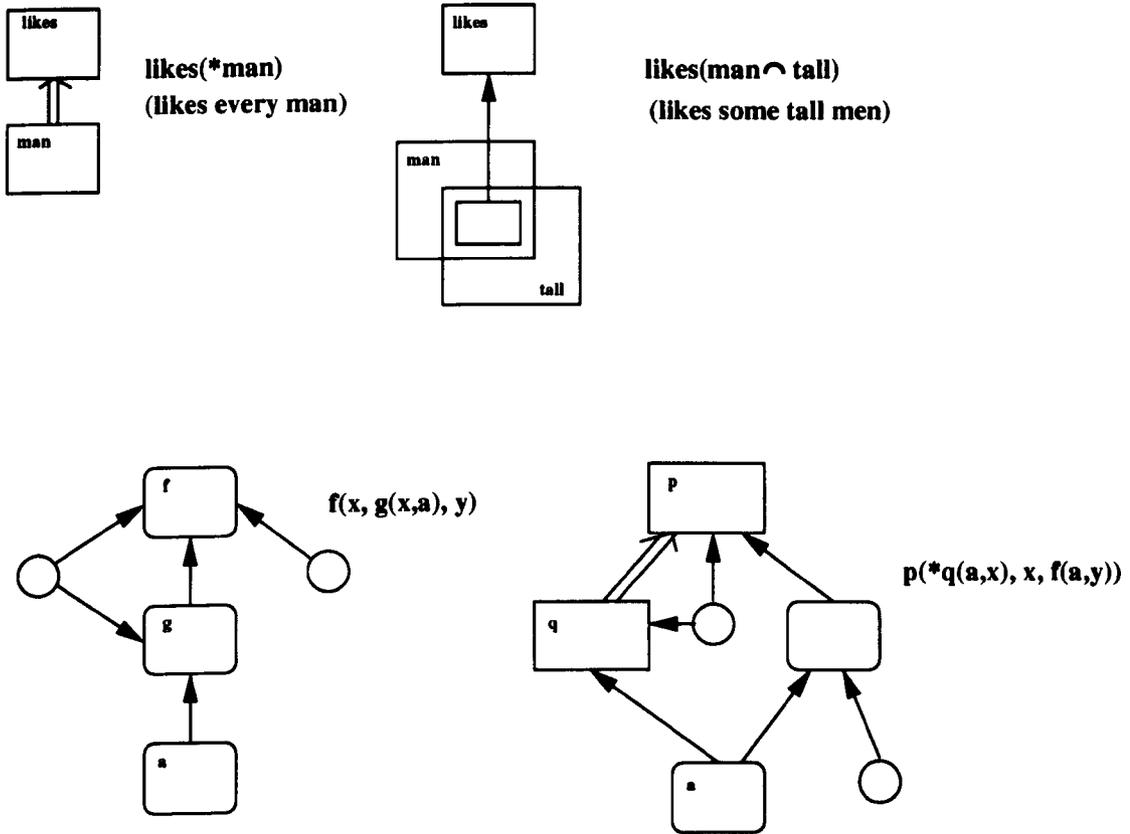 likes
likes(*man)
(likes every man)
man
likes
likes(man⌢ tall)
(likes some tall men)
man
tall
f
f(x, g(x,a), y)
g
a
p
p(*q(a,x), x, f(a,y))
q
a